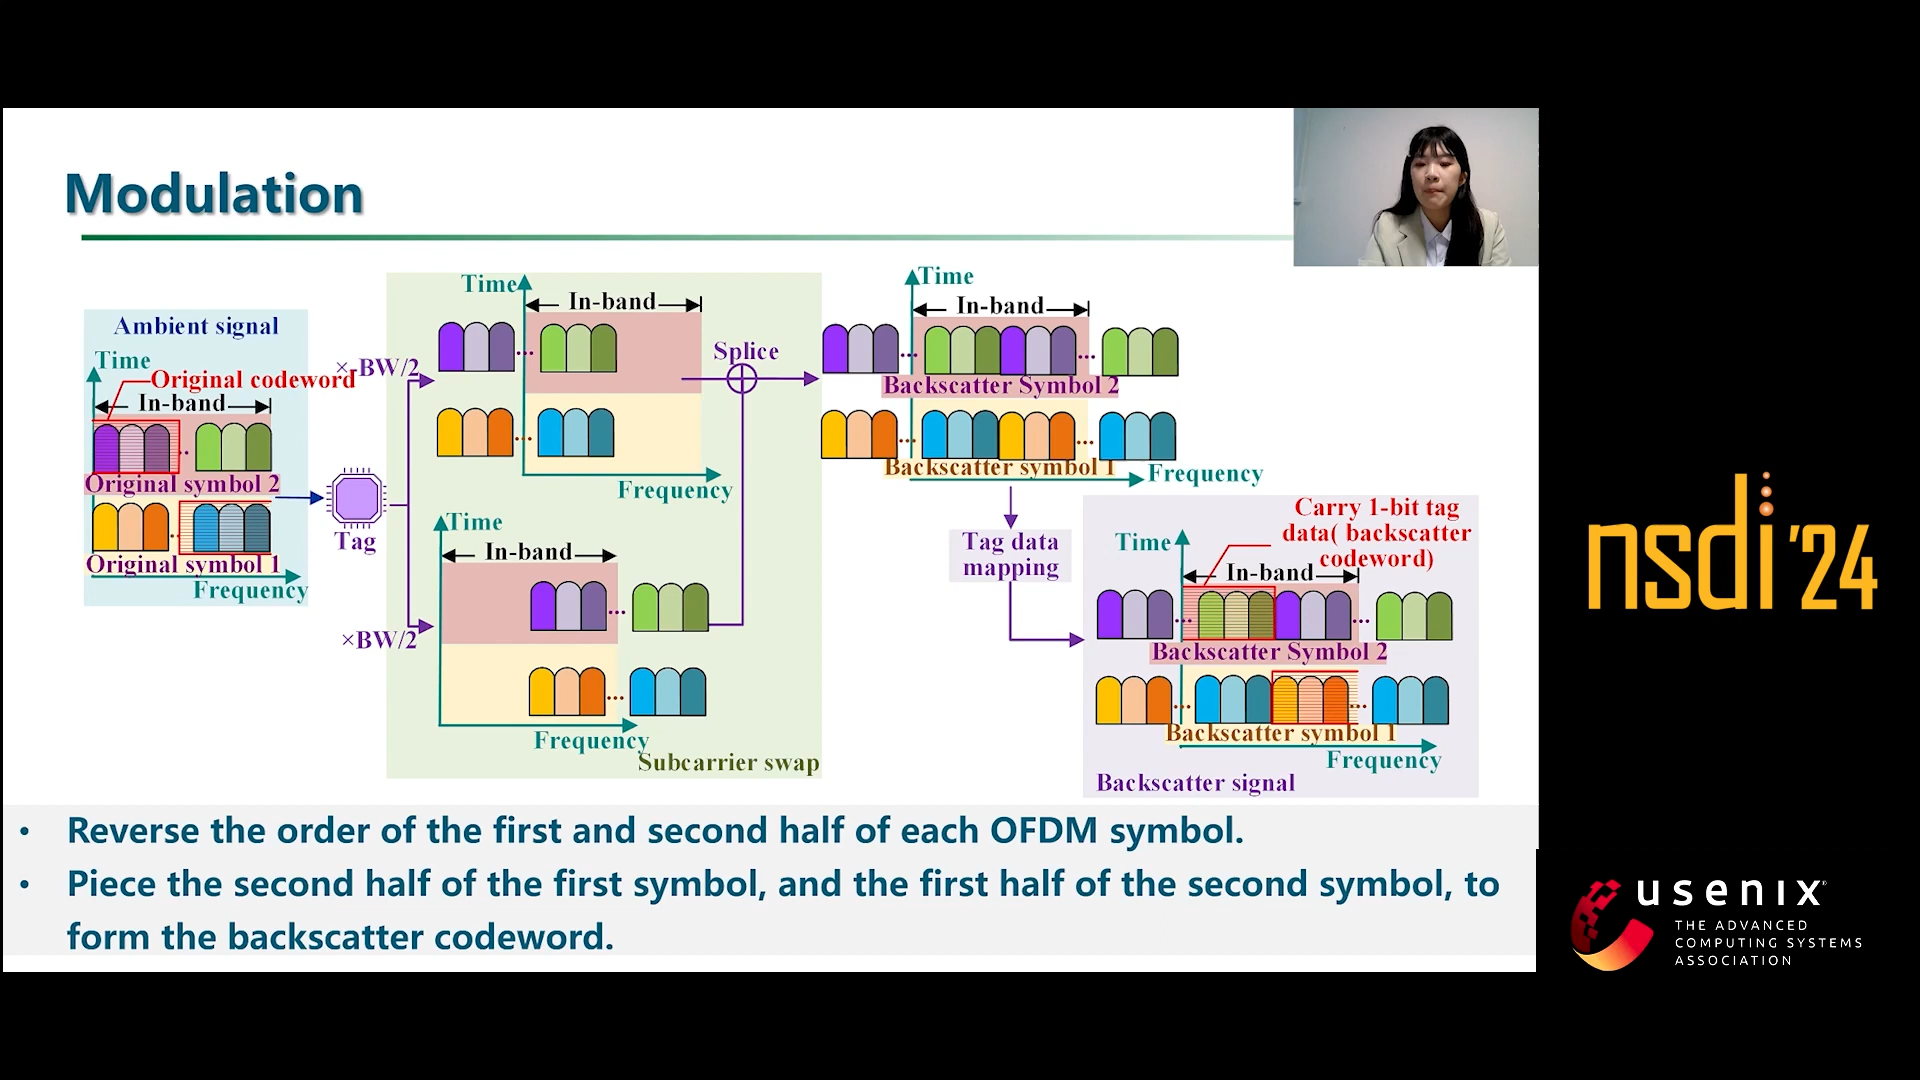 Modulation
Ambient signal
Time
Original codeword
In-band
Original symbol 2
Original symbol 1
Frequency
Tag
×-BW/2
×BW/2
Time
In-band
Frequency
Time
In-band
Frequency
Subcarrier swap
Splice
Time
In-band
Backscatter Symbol 2
Backscatter symbol 1
Frequency
Tag data
mapping
Carry 1-bit tag
data( backscatter
codeword)
Time
In-band
Backscatter Symbol 2
Backscatter symbol 1
Frequency
Backscatter signal
• Reverse the order of the first and second half of each OFDM symbol.
• Piece the second half of the first symbol, and the first half of the second symbol, to
form the backscatter codeword.
nsdi '24
usenix
THE ADVANCED
COMPUTING SYSTEMS
ASSOCIATION